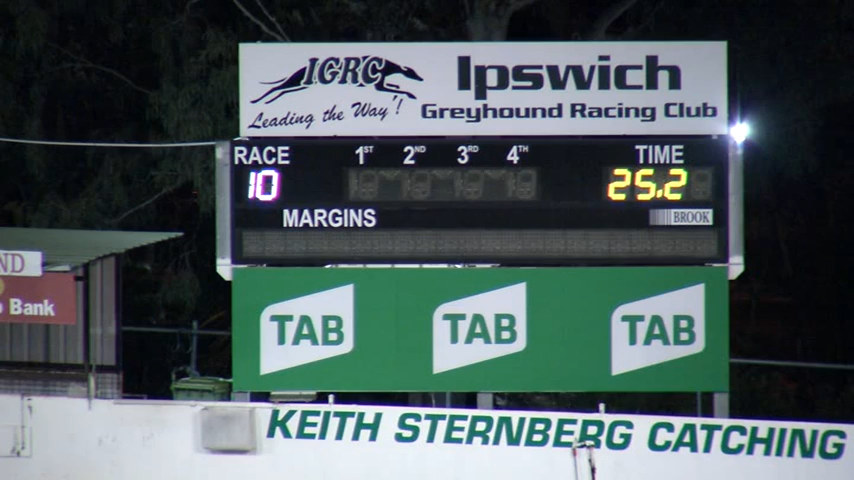 IGRC
Leading the Way'!
Ipswich
Greyhound Racing Club
RACE 1ST 2ND 3RD 4TH TIME
10 25.2
MARGINS BROOK
ND
Bank
TAB TAB TAB
KEITH STERNBERG CATCHING